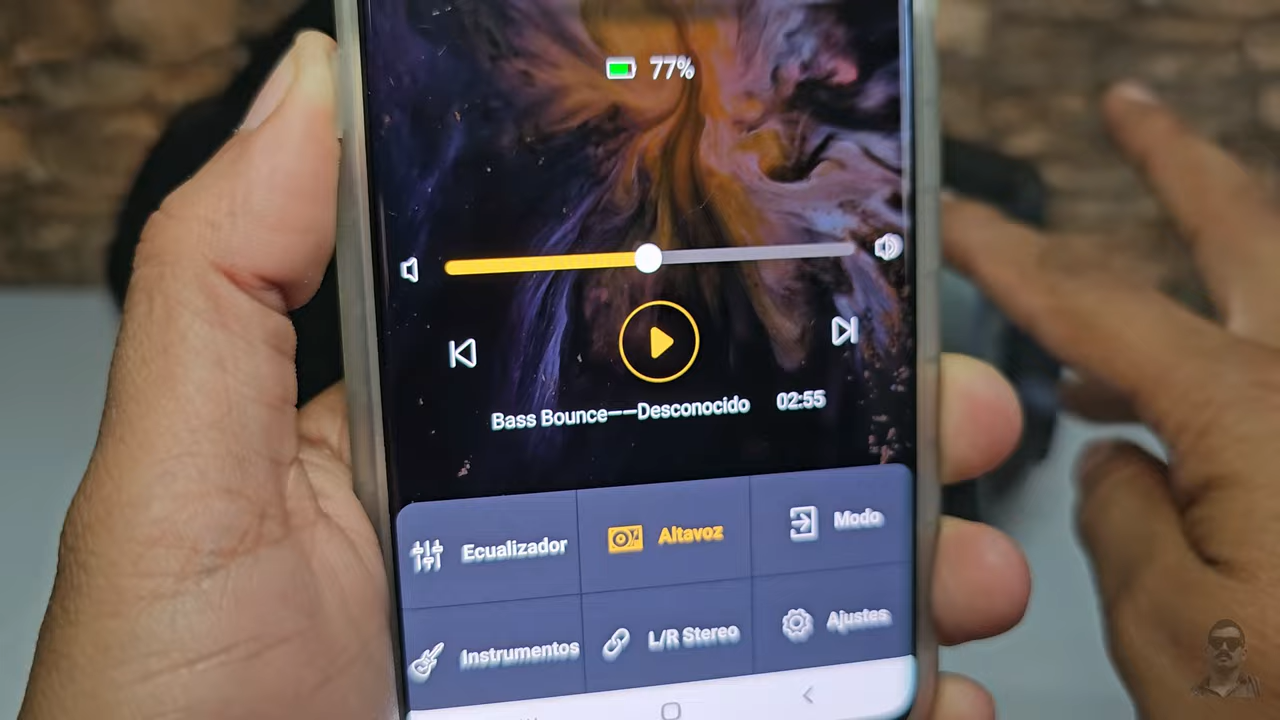 77%
Bass Bounce——Desconocido 02:55
Ecualizador Altavoz Modo
Instrumentos L/R Stereo Ajustes